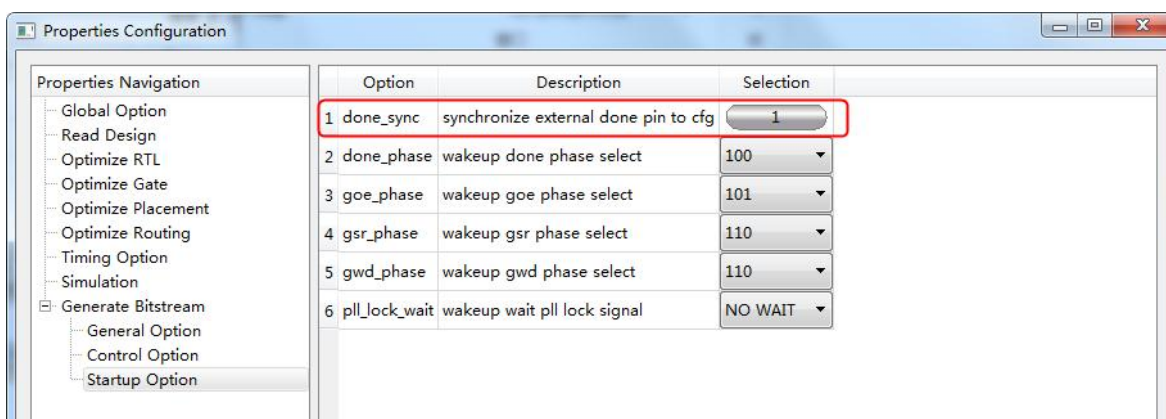 Properties Configuration
Properties Navigation
Global Option
Read Design
Optimize RTL
Optimize Gate
Optimize Placement
Optimize Routing
Timing Option
Simulation
Generate Bitstream
General Option
Control Option
Startup Option
Option Description Selection
1 done_sync synchronize external done pin to cfg 1
2 done_phase wakeup done phase select 100
3 goe_phase wakeup goe phase select 101
4 gsr_phase wakeup gsr phase select 110
5 gwd_phase wakeup gwd phase select 110
6 pll_lock_wait wakeup wait pll lock signal NO WAIT